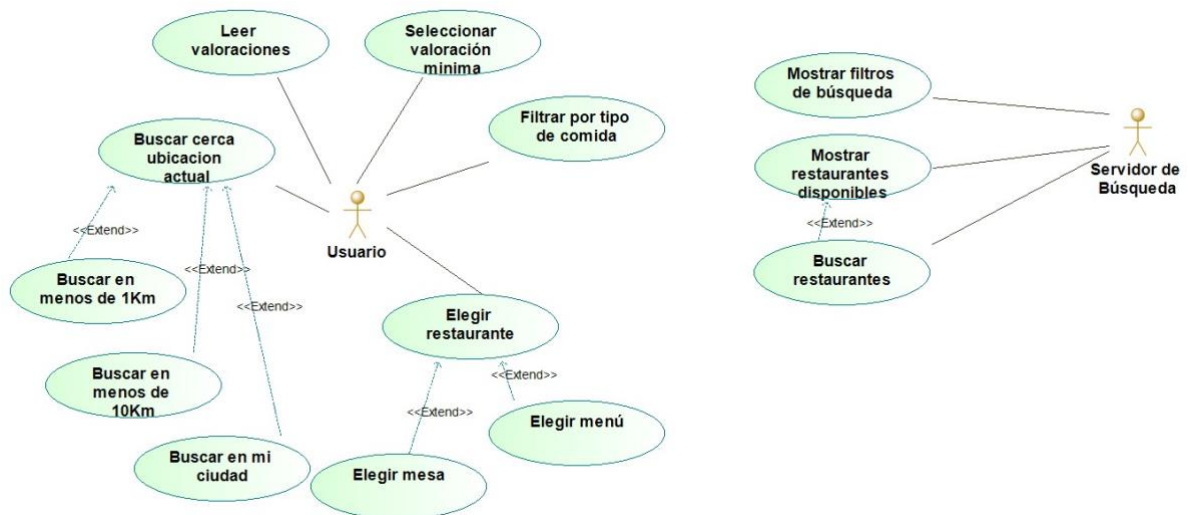 Leer
valoraciones
Seleccionar
valoración
minima
Filtrar por tipo
de comida
Buscar cerca
ubicacion
actual
Usuario
<<Extend>>
Buscar en
menos de 1Km
<<Extend>>
<<Extend>>
Buscar en
menos de
10Km
Buscar en mi
ciudad
Elegir
restaurante
<<Extend>>
<<Extend>>
Elegir menú
Elegir mesa
Mostrar filtros
de búsqueda
Mostrar
restaurantes
disponibles
<<Extend>>
Buscar
restaurantes
Servidor de
Búsqueda